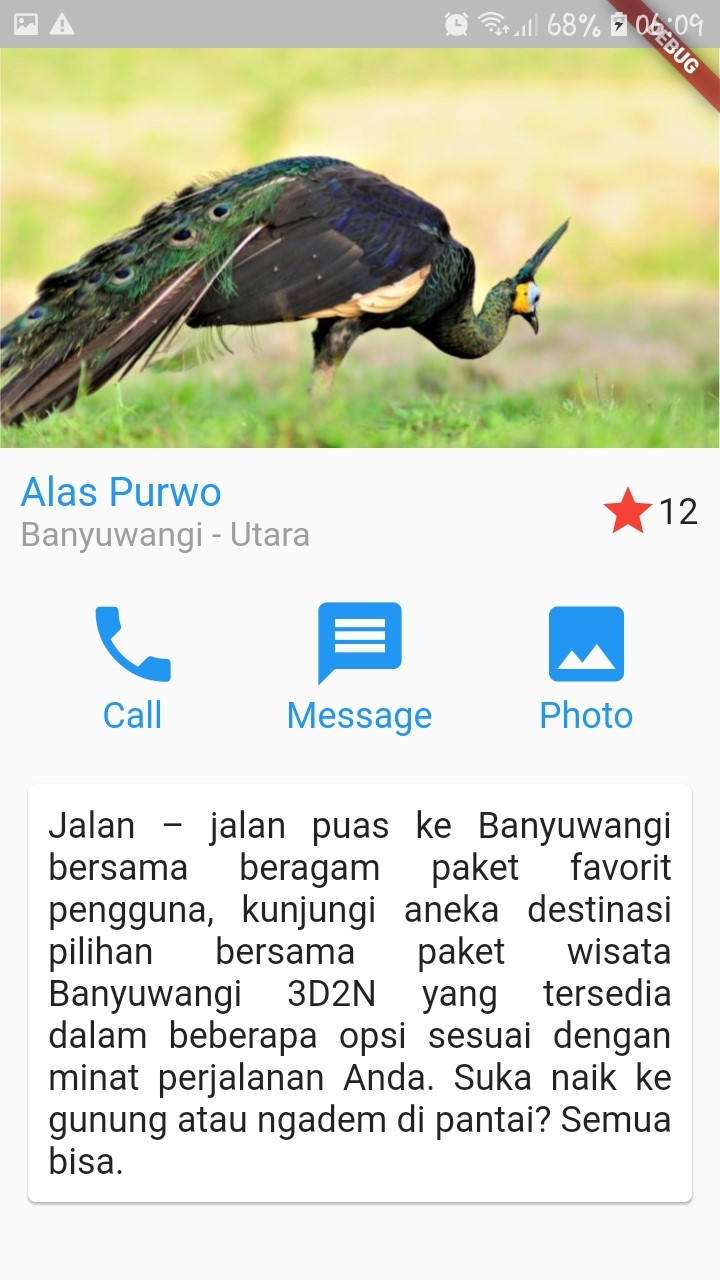 68% 06:09
DEBUG
Alas Purwo
12
Banyuwangi - Utara
Call Message Photo
Jalan – jalan puas ke Banyuwangi
bersama beragam paket favorit
pengguna, kunjungi aneka destinasi
pilihan bersama paket wisata
Banyuwangi 3D2N yang tersedia
dalam beberapa opsi sesuai dengan
minat perjalanan Anda. Suka naik ke
gunung atau ngadem di pantai? Semua
bisa.